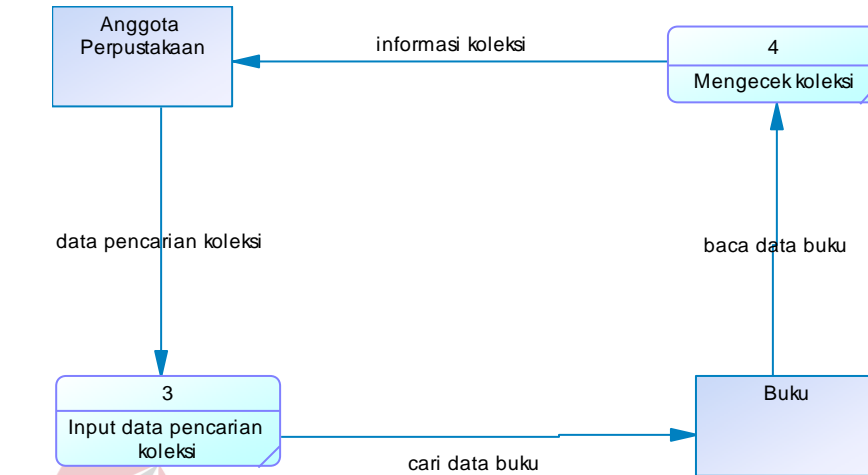 Anggota
Perpustakaan
informasi koleksi
4
Mengecek koleksi
data pencarian koleksi
baca data buku
3
Input data pencarian
koleksi
cari data buku
Buku